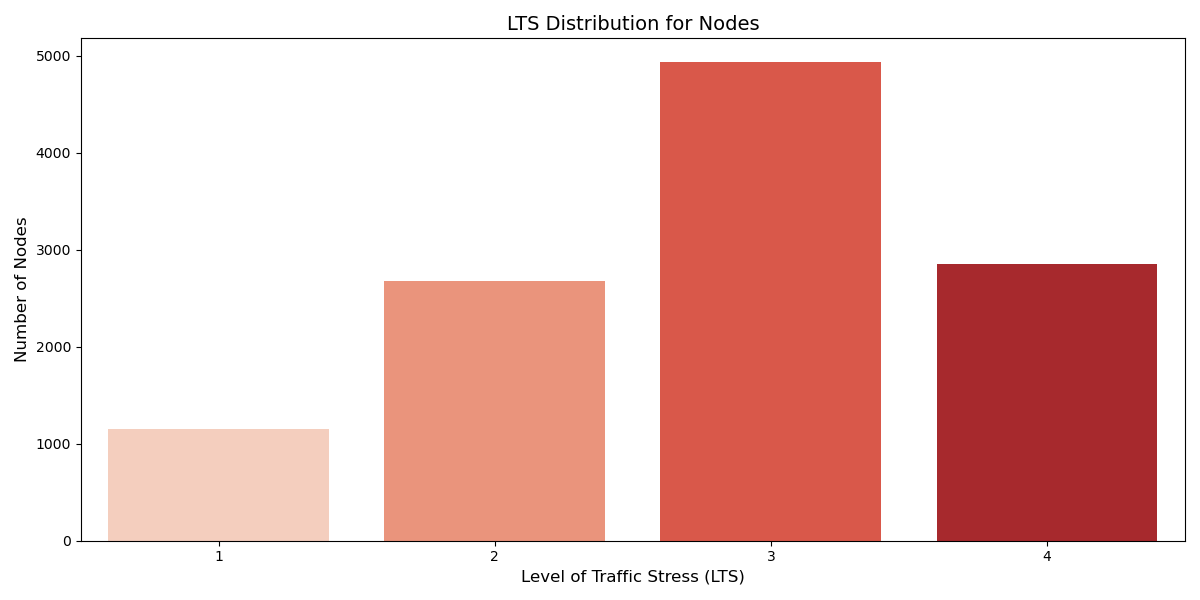 LTS Distribution for Nodes
5000
4000
3000
2000
1000
0
Number of Nodes
1 2 3 4
Level of Traffic Stress (LTS)